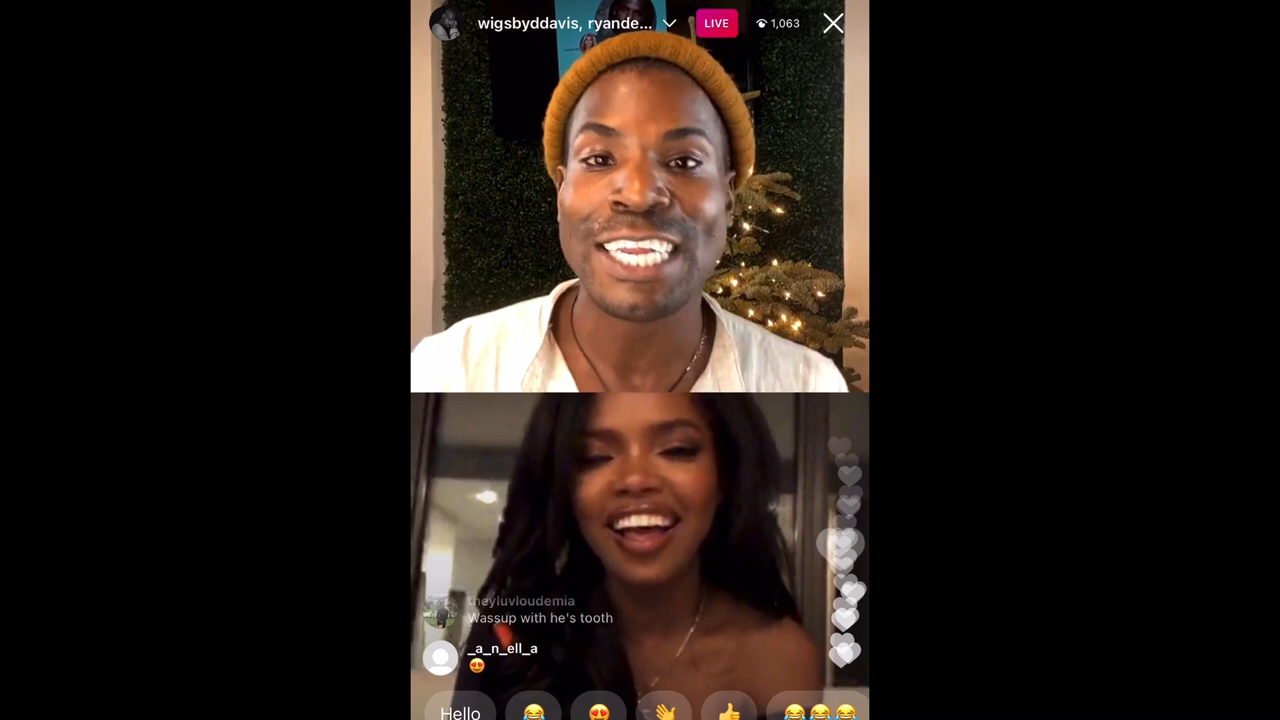 wigsbyddavis, ryande...
LIVE
1,063
theyluvloudemia
Wassup with he's tooth
_a_n_ell_a
😍
Hello 😂 😍 👋 👍 😂😂😂